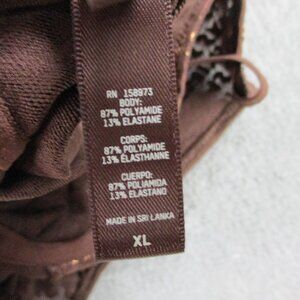 RN 158973
BODY:
87% POLYAMIDE
13% ELASTANE
CORPS:
87% POLYAMIDE
13% ÉLASTHANNE
CUERPO:
87% POLIAMIDA
13% ELASTANO
MADE IN SRI LANKA
XL